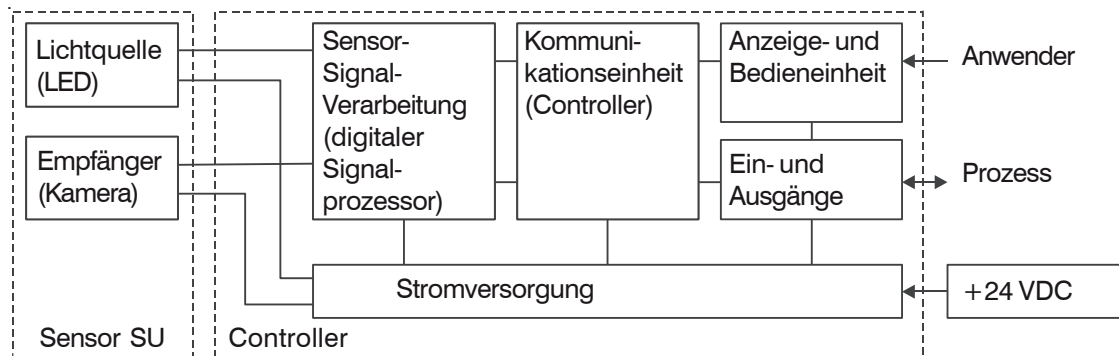 Lichtquelle
(LED)
Empfänger
(Kamera)
Sensor SU
Sensor-
Signal-
Verarbeitung
(digitaler
Signal-
prozessor)
Kommuni-
kationseinheit
(Controller)
Anzeige- und
Bedieneinheit
Ein- und
Ausgänge
Stromversorgung
Controller
Anwender
Prozess
+24 VDC